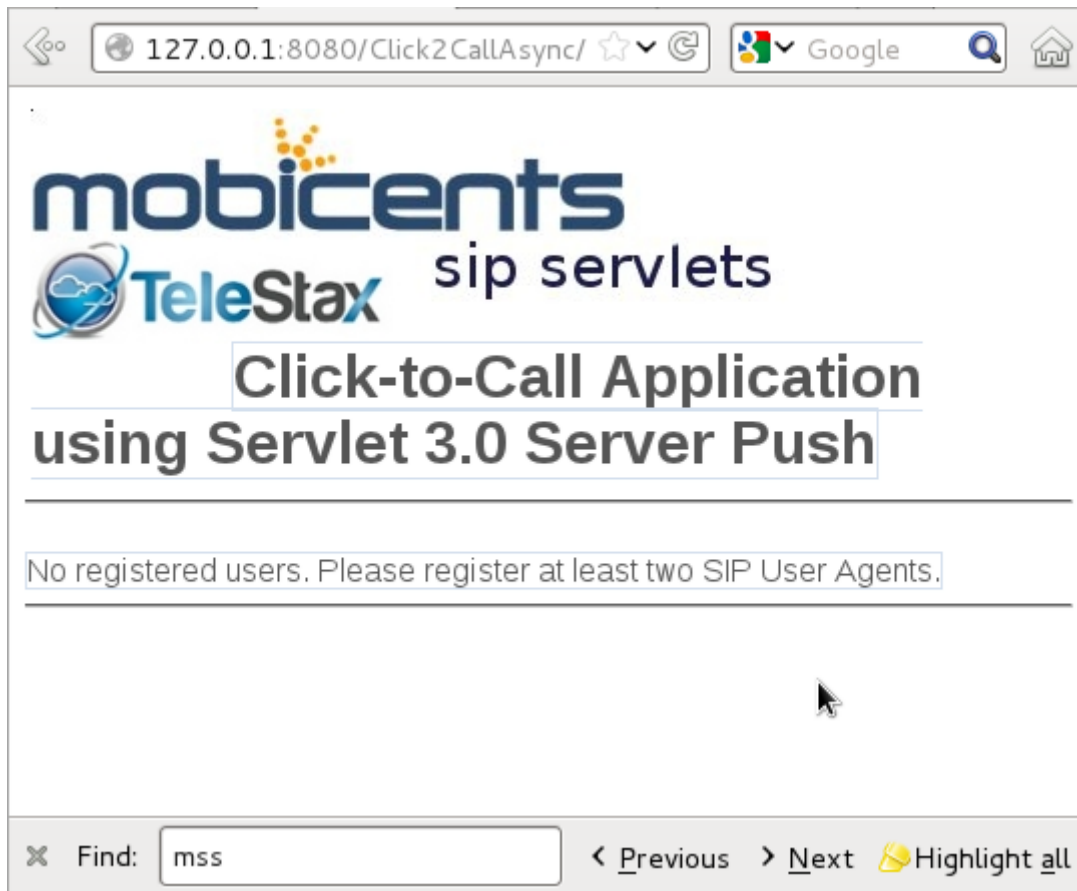 127.0.0.1:8080/Click2CallAsync/ Google
mobicents
TeleStax sip servlets
Click-to-Call Application
using Servlet 3.0 Server Push
No registered users. Please register at least two SIP User Agents.
Find: mss Previous Next Highlight all